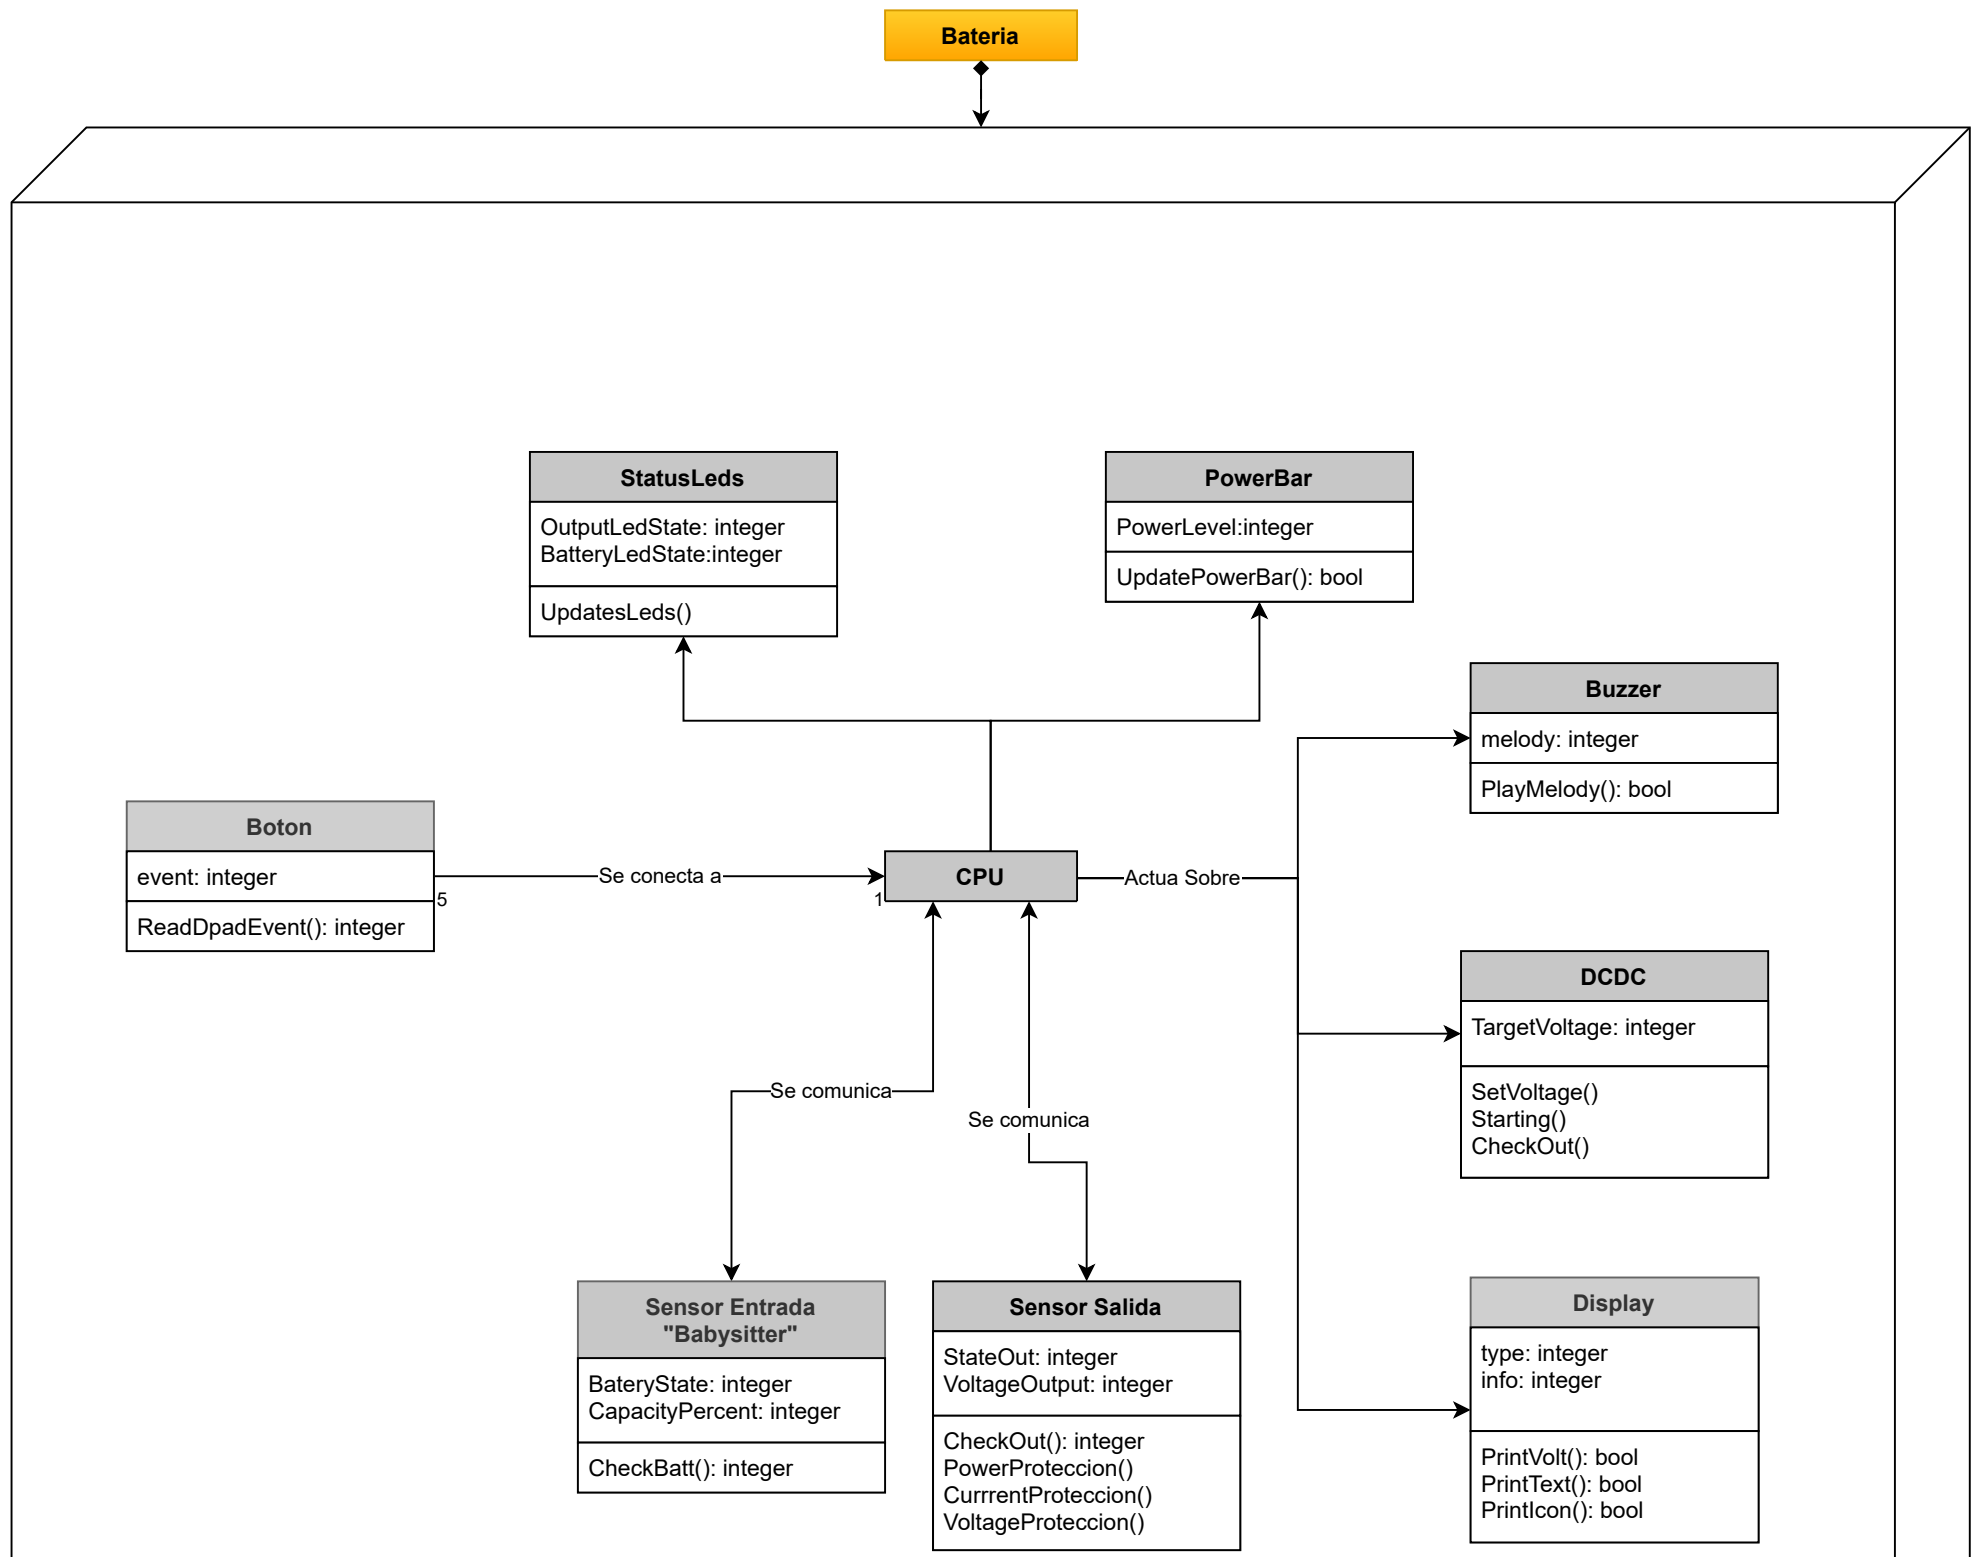 Bateria
StatusLeds
OutputLedState: integer
BatteryLedState:integer
UpdatesLeds()
PowerBar
PowerLevel:integer
UpdatePowerBar(): bool
Buzzer
melody: integer
PlayMelody(): bool
Boton
event: integer
ReadDpadEvent(): integer
5
Se conecta a
1
CPU
Actua Sobre
DCDC
TargetVoltage: integer
SetVoltage()
Starting()
CheckOut()
Se comunica
Se comunica
Sensor Entrada
"Babysitter"
BateryState: integer
CapacityPercent: integer
CheckBatt(): integer
Sensor Salida
StateOut: integer
VoltageOutput: integer
CheckOut(): integer
PowerProteccion()
CurrrentProteccion()
VoltageProteccion()
Display
type: integer
info: integer
PrintVolt(): bool
PrintText(): bool
PrintIcon(): bool